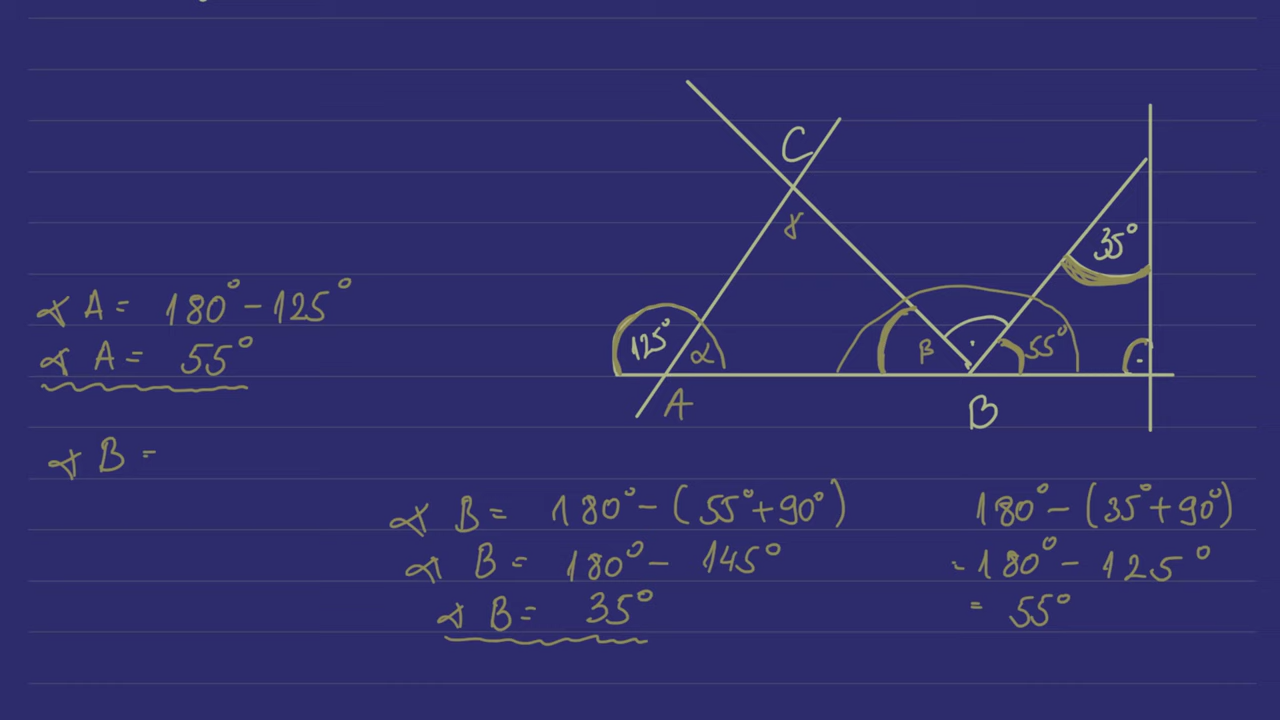 C
γ
35°
125°
α
β
55°
A
B
∢ A = 180° - 125°
∢ A = 55°
∢ B =
∢ B = 180° - (55° + 90°)
∢ B = 180° - 145°
∢ B = 35°
180° - (35° + 90°)
= 180° - 125°
= 55°